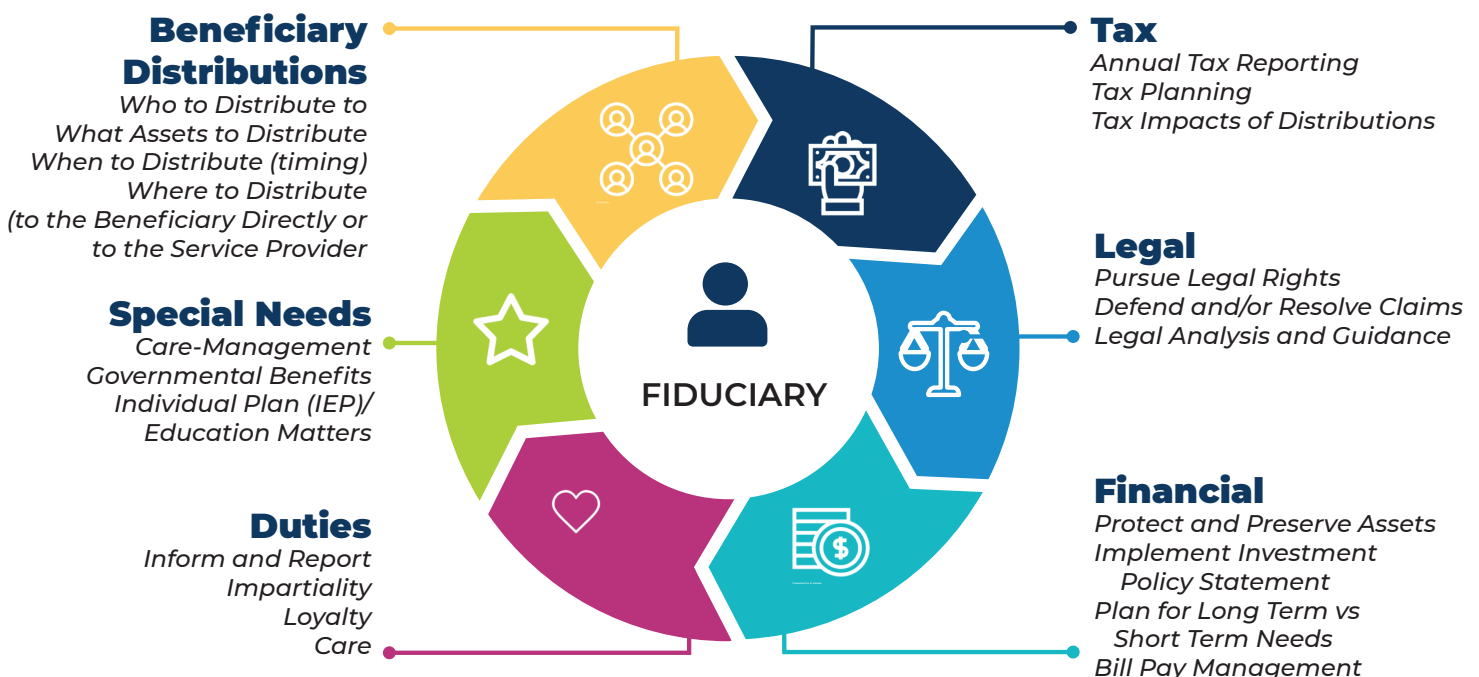 Beneficiary
Distributions
Who to Distribute to
What Assets to Distribute
When to Distribute (timing)
Where to Distribute
(to the Beneficiary Directly or
to the Service Provider
Special Needs
Care-Management
Governmental Benefits
Individual Plan (IEP)/
Education Matters
Duties
Inform and Report
Impartiality
Loyalty
Care
FIDUCIARY
$
Tax
Annual Tax Reporting
Tax Planning
Tax Impacts of Distributions
Legal
Pursue Legal Rights
Defend and/or Resolve Claims
Legal Analysis and Guidance
Financial
Protect and Preserve Assets
Implement Investment
Policy Statement
Plan for Long Term vs
Short Term Needs
Bill Pay Management